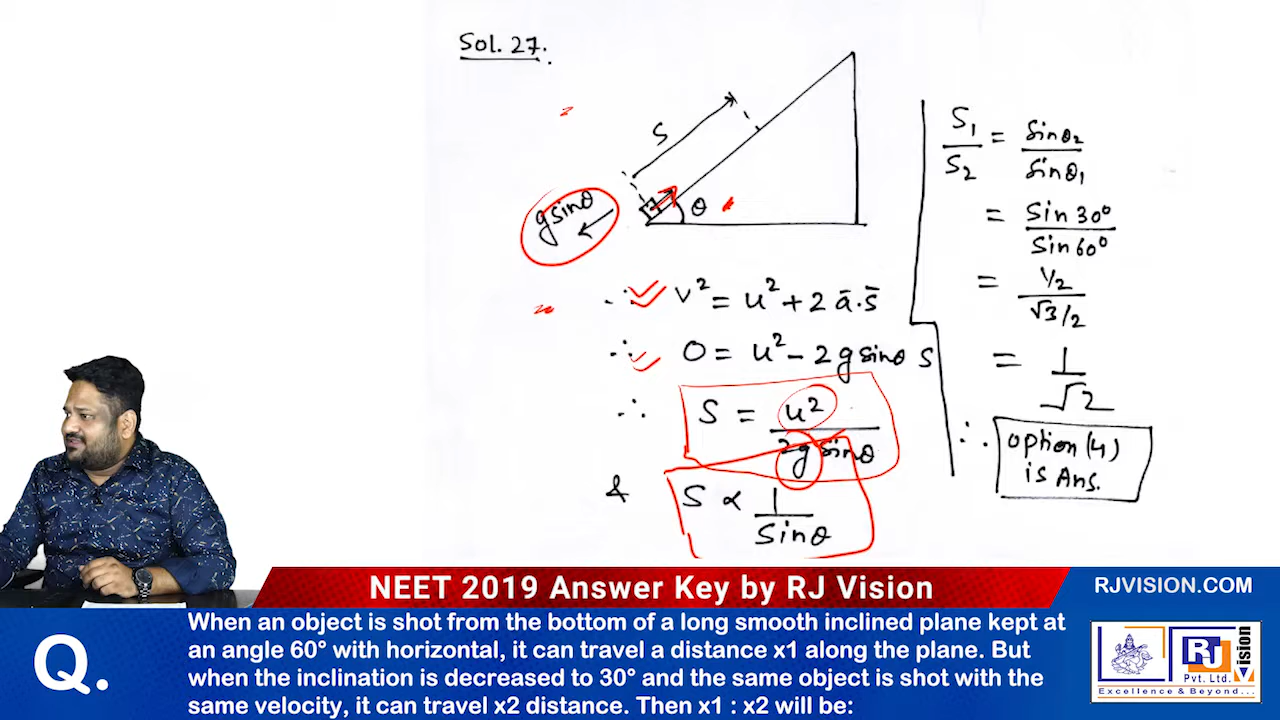 Sol. 27.
S
g sinθ
θ
∴ v² = u² + 2 ā.s̄
∴ 0 = u² - 2g sinθ S
∴ S = u² / 2g sinθ
& S ∝ 1 / Sinθ
S₁ / S₂ = Sinθ₂ / Sinθ₁
= Sin 30° / Sin 60°
= 1/2 / √3/2
= 1 / √2
∴ option (4)
is Ans.
NEET 2019 Answer Key by RJ Vision
RJVISION.COM
Q.
When an object is shot from the bottom of a long smooth inclined plane kept at
an angle 60° with horizontal, it can travel a distance x1 along the plane. But
when the inclination is decreased to 30° and the same object is shot with the
same velocity, it can travel x2 distance. Then x1 : x2 will be:
RJ
Vision
Pvt. Ltd.
Excellence & Beyond...